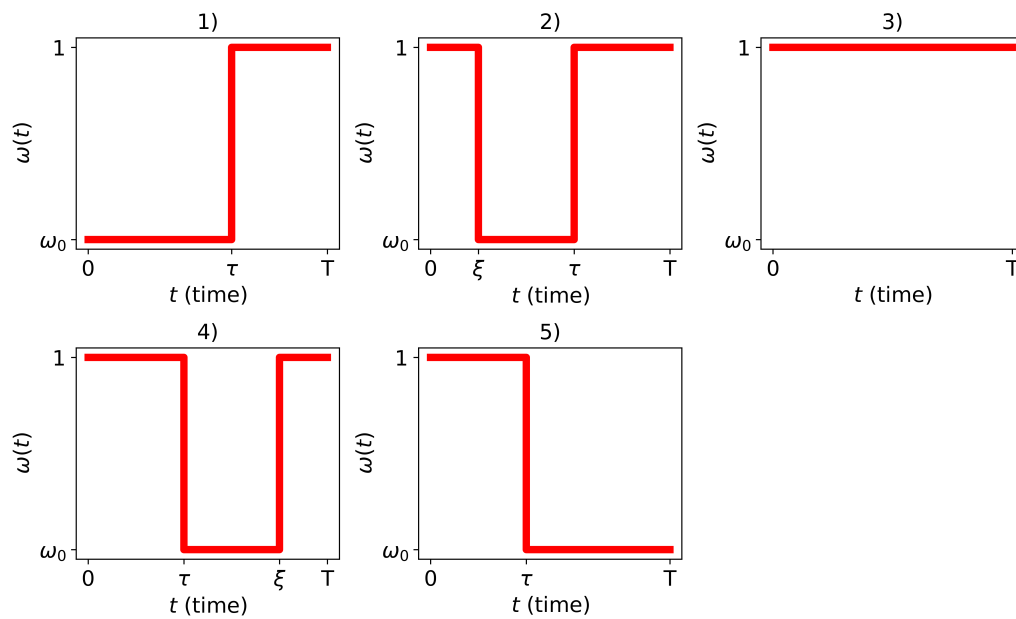 1)
1
ω(t)
ω₀
0 τ T
t (time)
2)
1
ω(t)
ω₀
0 ξ τ T
t (time)
3)
1
ω(t)
ω₀
0 T
t (time)
4)
1
ω(t)
ω₀
0 τ ξ T
t (time)
5)
1
ω(t)
ω₀
0 τ T
t (time)